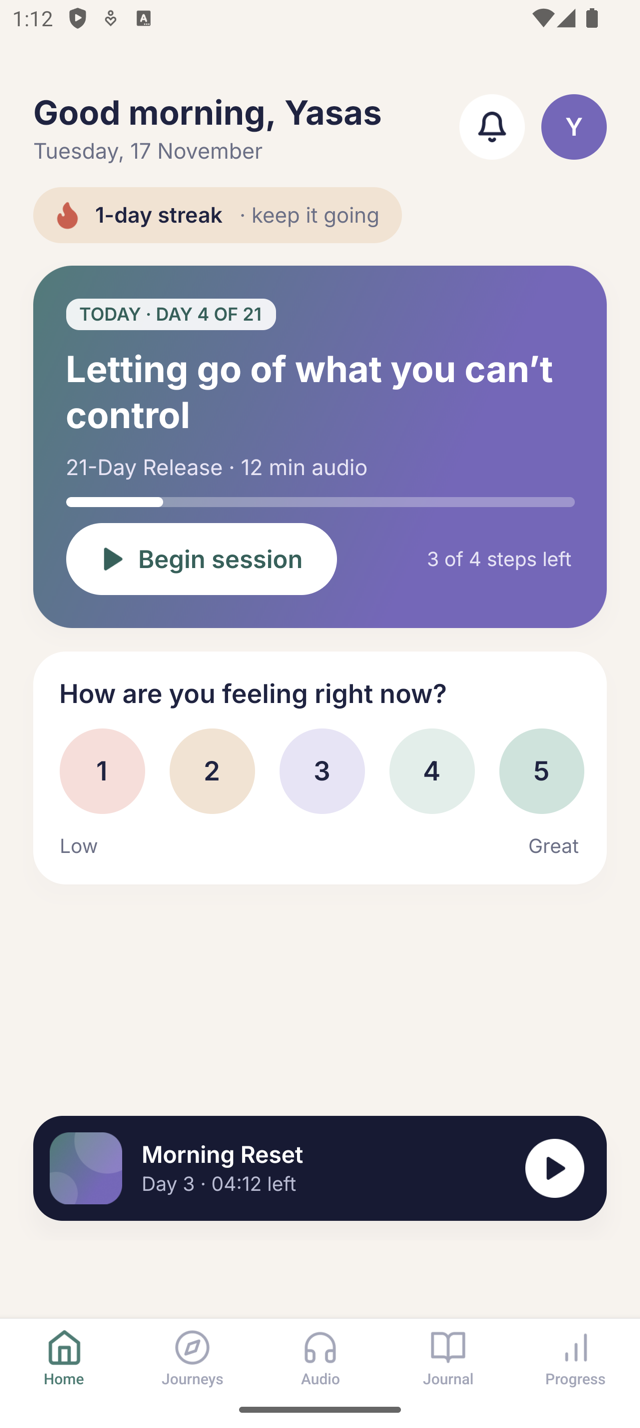 1:12
Good morning, Yasas
Y
Tuesday, 17 November
1-day streak · keep it going
TODAY · DAY 4 OF 21
Letting go of what you can’t
control
21-Day Release · 12 min audio
Begin session
3 of 4 steps left
How are you feeling right now?
1 2 3 4 5
Low Great
Morning Reset
Day 3 · 04:12 left
Home Journeys Audio Journal Progress